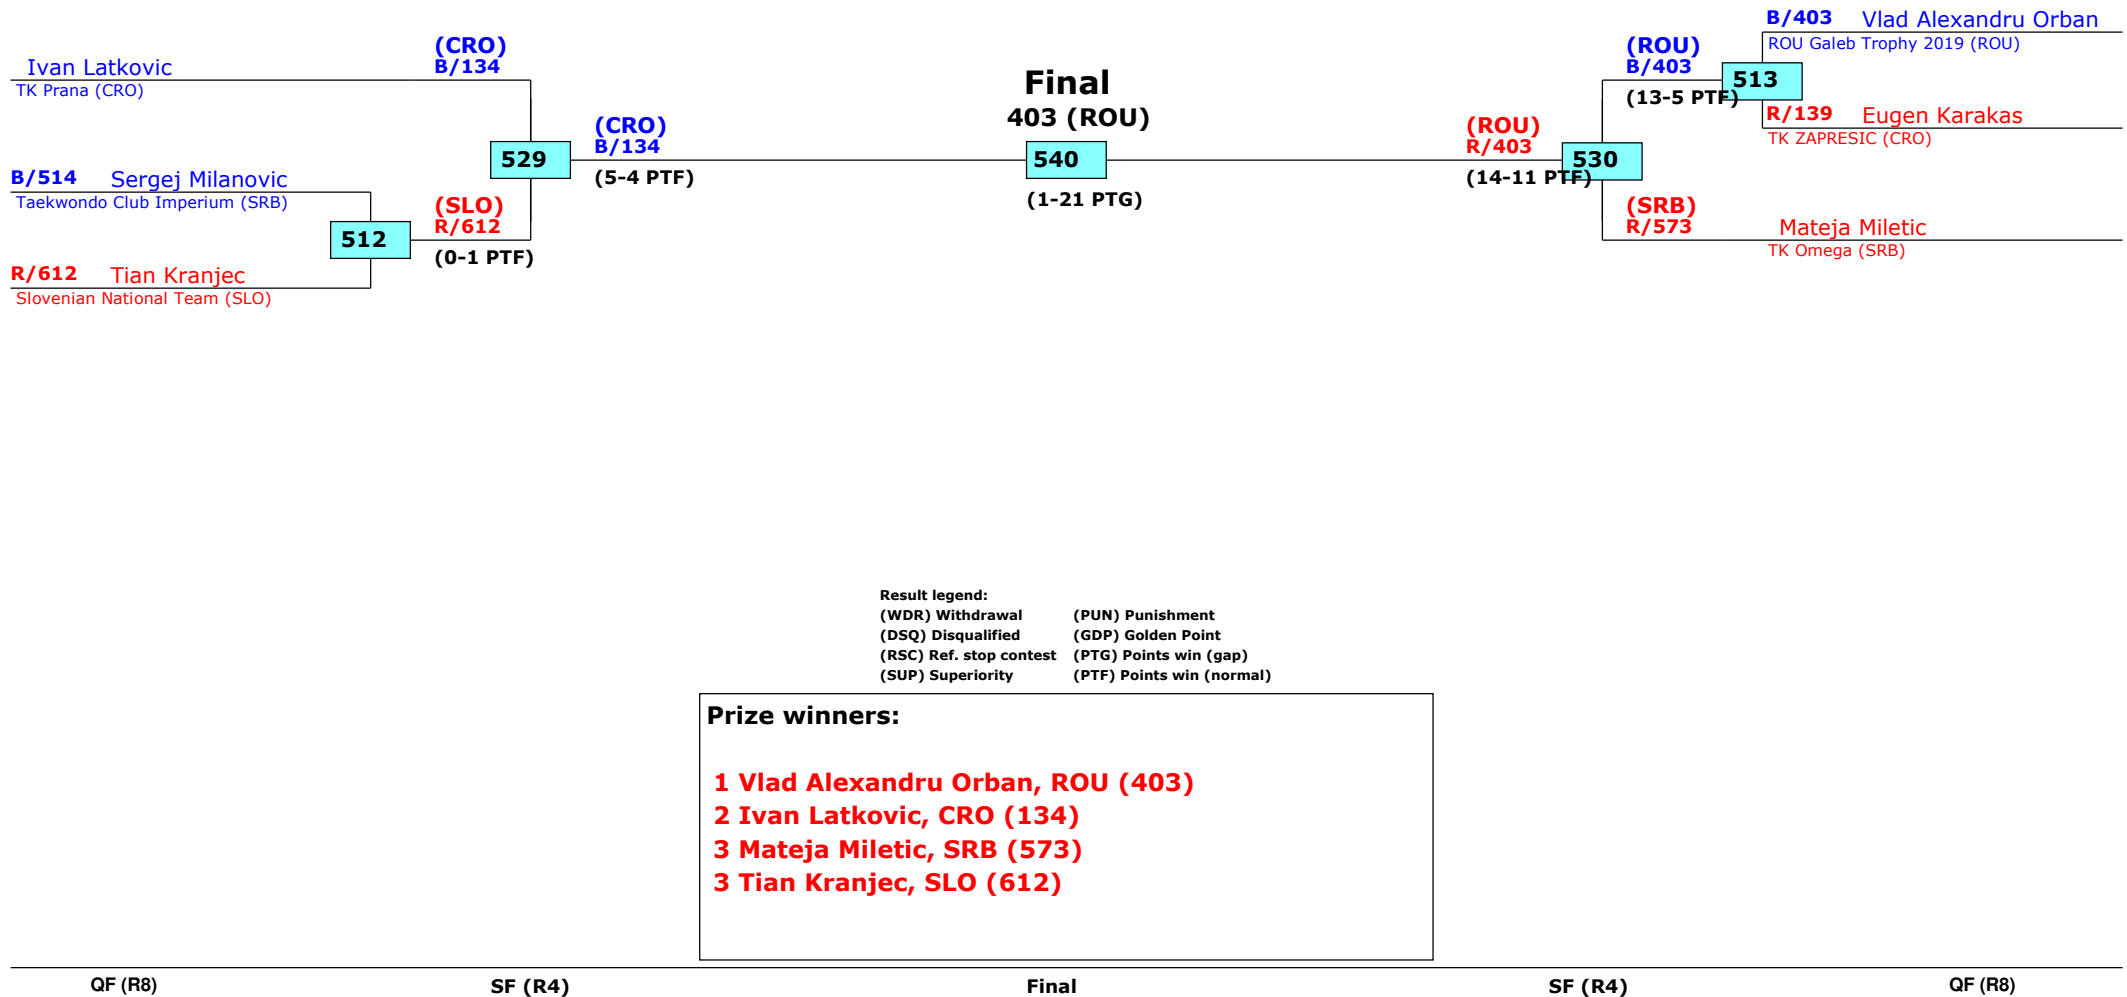 B/403 Vlad Alexandru Orban
ROU Galeb Trophy 2019 (ROU)
(CRO)
B/134
(ROU)
B/403
Ivan Latkovic
TK Prana (CRO)
Final
403 (ROU)
513
(13-5 PTF)
R/139 Eugen Karakas
TK ZAPRESIC (CRO)
(CRO)
B/134
(ROU)
R/403
529
540
530
(5-4 PTF)
(1-21 PTG)
(14-11 PTF)
B/514 Sergej Milanovic
Taekwondo Club Imperium (SRB)
(SLO)
R/612
(SRB)
R/573
Mateja Miletic
TK Omega (SRB)
512
(0-1 PTF)
R/612 Tian Kranjec
Slovenian National Team (SLO)
Result legend:
(WDR) Withdrawal (PUN) Punishment
(DSQ) Disqualified (GDP) Golden Point
(RSC) Ref. stop contest (PTG) Points win (gap)
(SUP) Superiority (PTF) Points win (normal)
Prize winners:
1 Vlad Alexandru Orban, ROU (403)
2 Ivan Latkovic, CRO (134)
3 Mateja Miletic, SRB (573)
3 Tian Kranjec, SLO (612)
QF (R8) SF (R4) Final SF (R4) QF (R8)